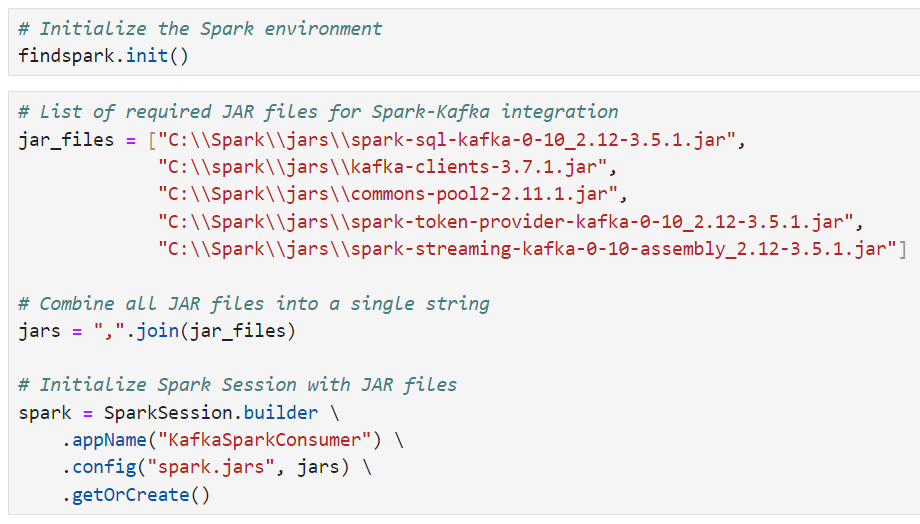 # Initialize the Spark environment
findspark.init()
# List of required JAR files for Spark-Kafka integration
jar_files = ["C:\\Spark\\jars\\spark-sql-kafka-0-10_2.12-3.5.1.jar",
"C:\\spark\\jars\\kafka-clients-3.7.1.jar",
"C:\\Spark\\jars\\commons-pool2-2.11.1.jar",
"C:\\Spark\\jars\\spark-token-provider-kafka-0-10_2.12-3.5.1.jar",
"C:\\Spark\\jars\\spark-streaming-kafka-0-10-assembly_2.12-3.5.1.jar"]
# Combine all JAR files into a single string
jars = ",".join(jar_files)
# Initialize Spark Session with JAR files
spark = SparkSession.builder \
.appName("KafkaSparkConsumer") \
.config("spark.jars", jars) \
.getOrCreate()